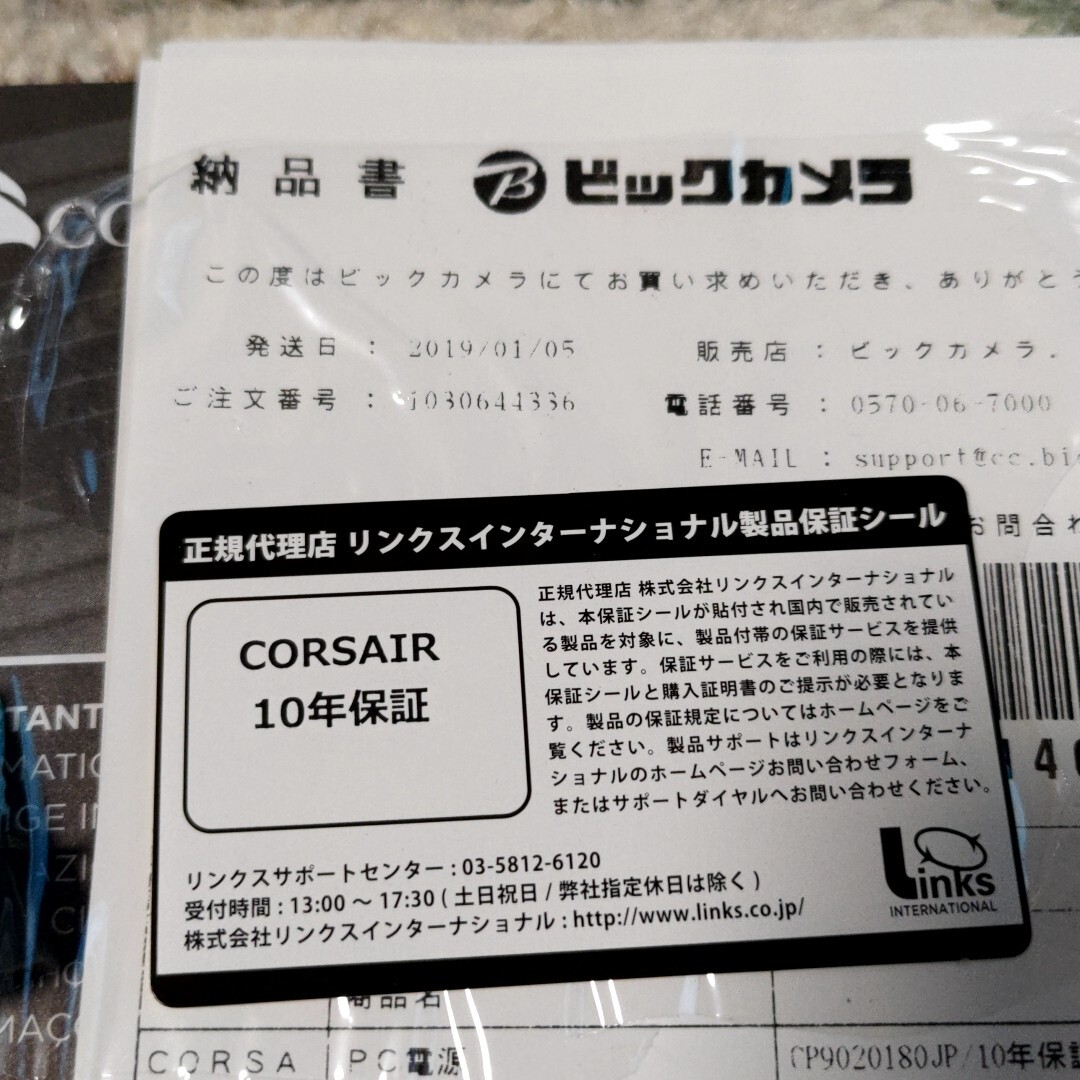 納品書 ビックカメラ
この度はビックカメラにてお買い求めいただき、ありがとう
発送日 : 2019/01/05 販売店 : ビックカメラ.
ご注文番号 : 1030644336 電話番号 : 0570-06-7000
E-MAIL : support@cc.bi
お問合わ
正規代理店 リンクスインターナショナル製品保証シール
CORSAIR
10年保証
正規代理店 株式会社リンクスインターナショナル
は、本保証シールが貼付され国内で販売されてい
る製品を対象に、製品付帯の保証サービスを提供
しています。保証サービスをご利用の際には、本
保証シールと購入証明書のご提示が必要となりま
す。製品の保証規定についてはホームページをご
覧ください。製品サポートはリンクスインターナ
ショナルのホームページお問い合わせフォーム、
またはサポートダイヤルへお問い合わせください。
リンクスサポートセンター : 03-5812-6120
受付時間 : 13:00 ～ 17:30 ( 土日祝日 / 弊社指定休日は除く )
株式会社リンクスインターナショナル : http://www.links.co.jp/
Links
INTERNATIONAL
商品名
CORSA PC電源 CP9020180JP/10年保証
CO
TANT
MATIO
IGE IN
AZI
MACC